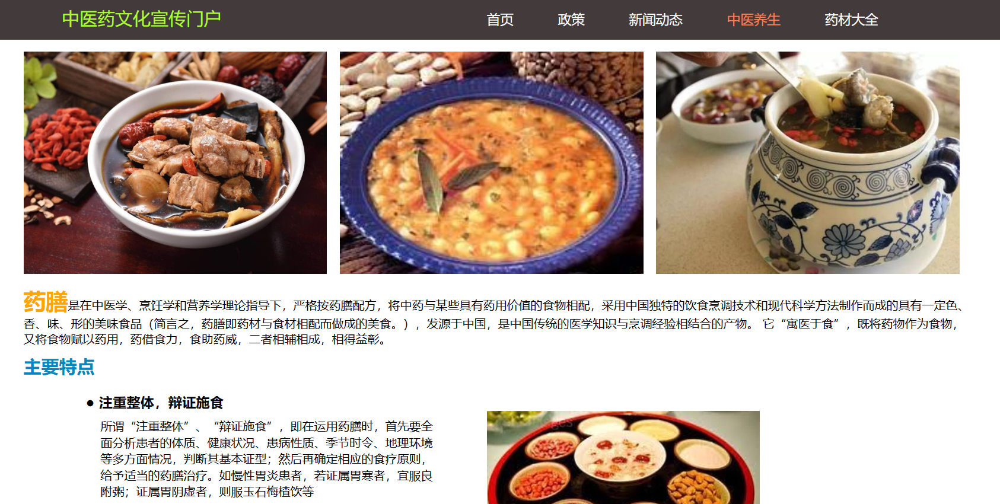 中医药文化宣传门户
首页 政策 新闻动态 中医养生 药材大全
药膳是在中医学、烹饪学和营养学理论指导下，严格按药膳配方，将中药与某些具有药用价值的食物相配，采用中国独特的饮食烹调技术和现代科学方法制作而成的具有一定色、
香、味、形的美味食品（简言之，药膳即药材与食材相配而做成的美食。），发源于中国，是中国传统的医学知识与烹调经验相结合的产物。 它“寓医于食”，既将药物作为食物，
又将食物赋以药用，药借食力，食助药威，二者相辅相成，相得益彰。
主要特点
● 注重整体，辩证施食
所谓“注重整体”、“辩证施食”，即在运用药膳时，首先要全
面分析患者的体质、健康状况、患病性质、季节时令、地理环境
等多方面情况，判断其基本证型；然后再确定相应的食疗原则，
给予适当的药膳治疗。如慢性胃炎患者，若证属胃寒者，宜服良
附粥；证属胃阴虚者，则服玉石梅楂饮等